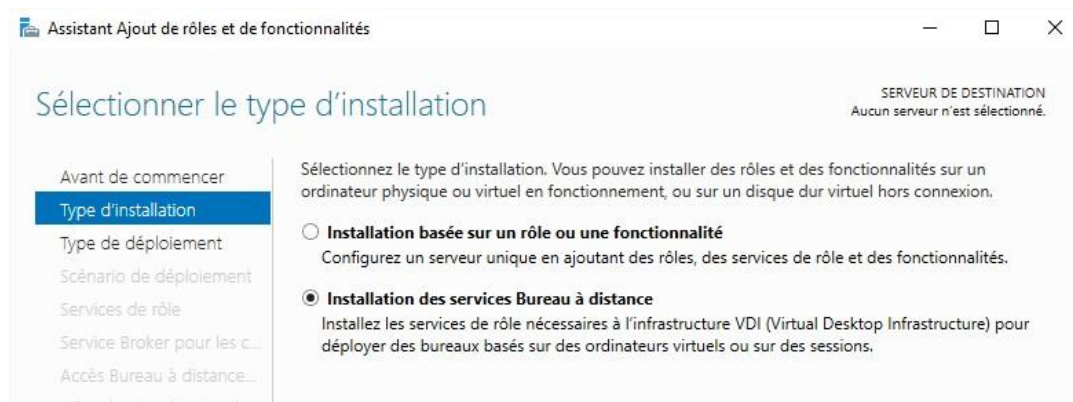 Assistant Ajout de rôles et de fonctionnalités
Sélectionner le type d'installation
SERVEUR DE DESTINATION
Aucun serveur n'est sélectionné.
Avant de commencer
Type d'installation
Type de déploiement
Scénario de déploiement
Services de rôle
Service Broker pour les c...
Accès Bureau à distance...
Sélectionnez le type d'installation. Vous pouvez installer des rôles et des fonctionnalités sur un
ordinateur physique ou virtuel en fonctionnement, ou sur un disque dur virtuel hors connexion.
Installation basée sur un rôle ou une fonctionnalité
Configurez un serveur unique en ajoutant des rôles, des services de rôle et des fonctionnalités.
Installation des services Bureau à distance
Installez les services de rôle nécessaires à l'infrastructure VDI (Virtual Desktop Infrastructure) pour
déployer des bureaux basés sur des ordinateurs virtuels ou sur des sessions.